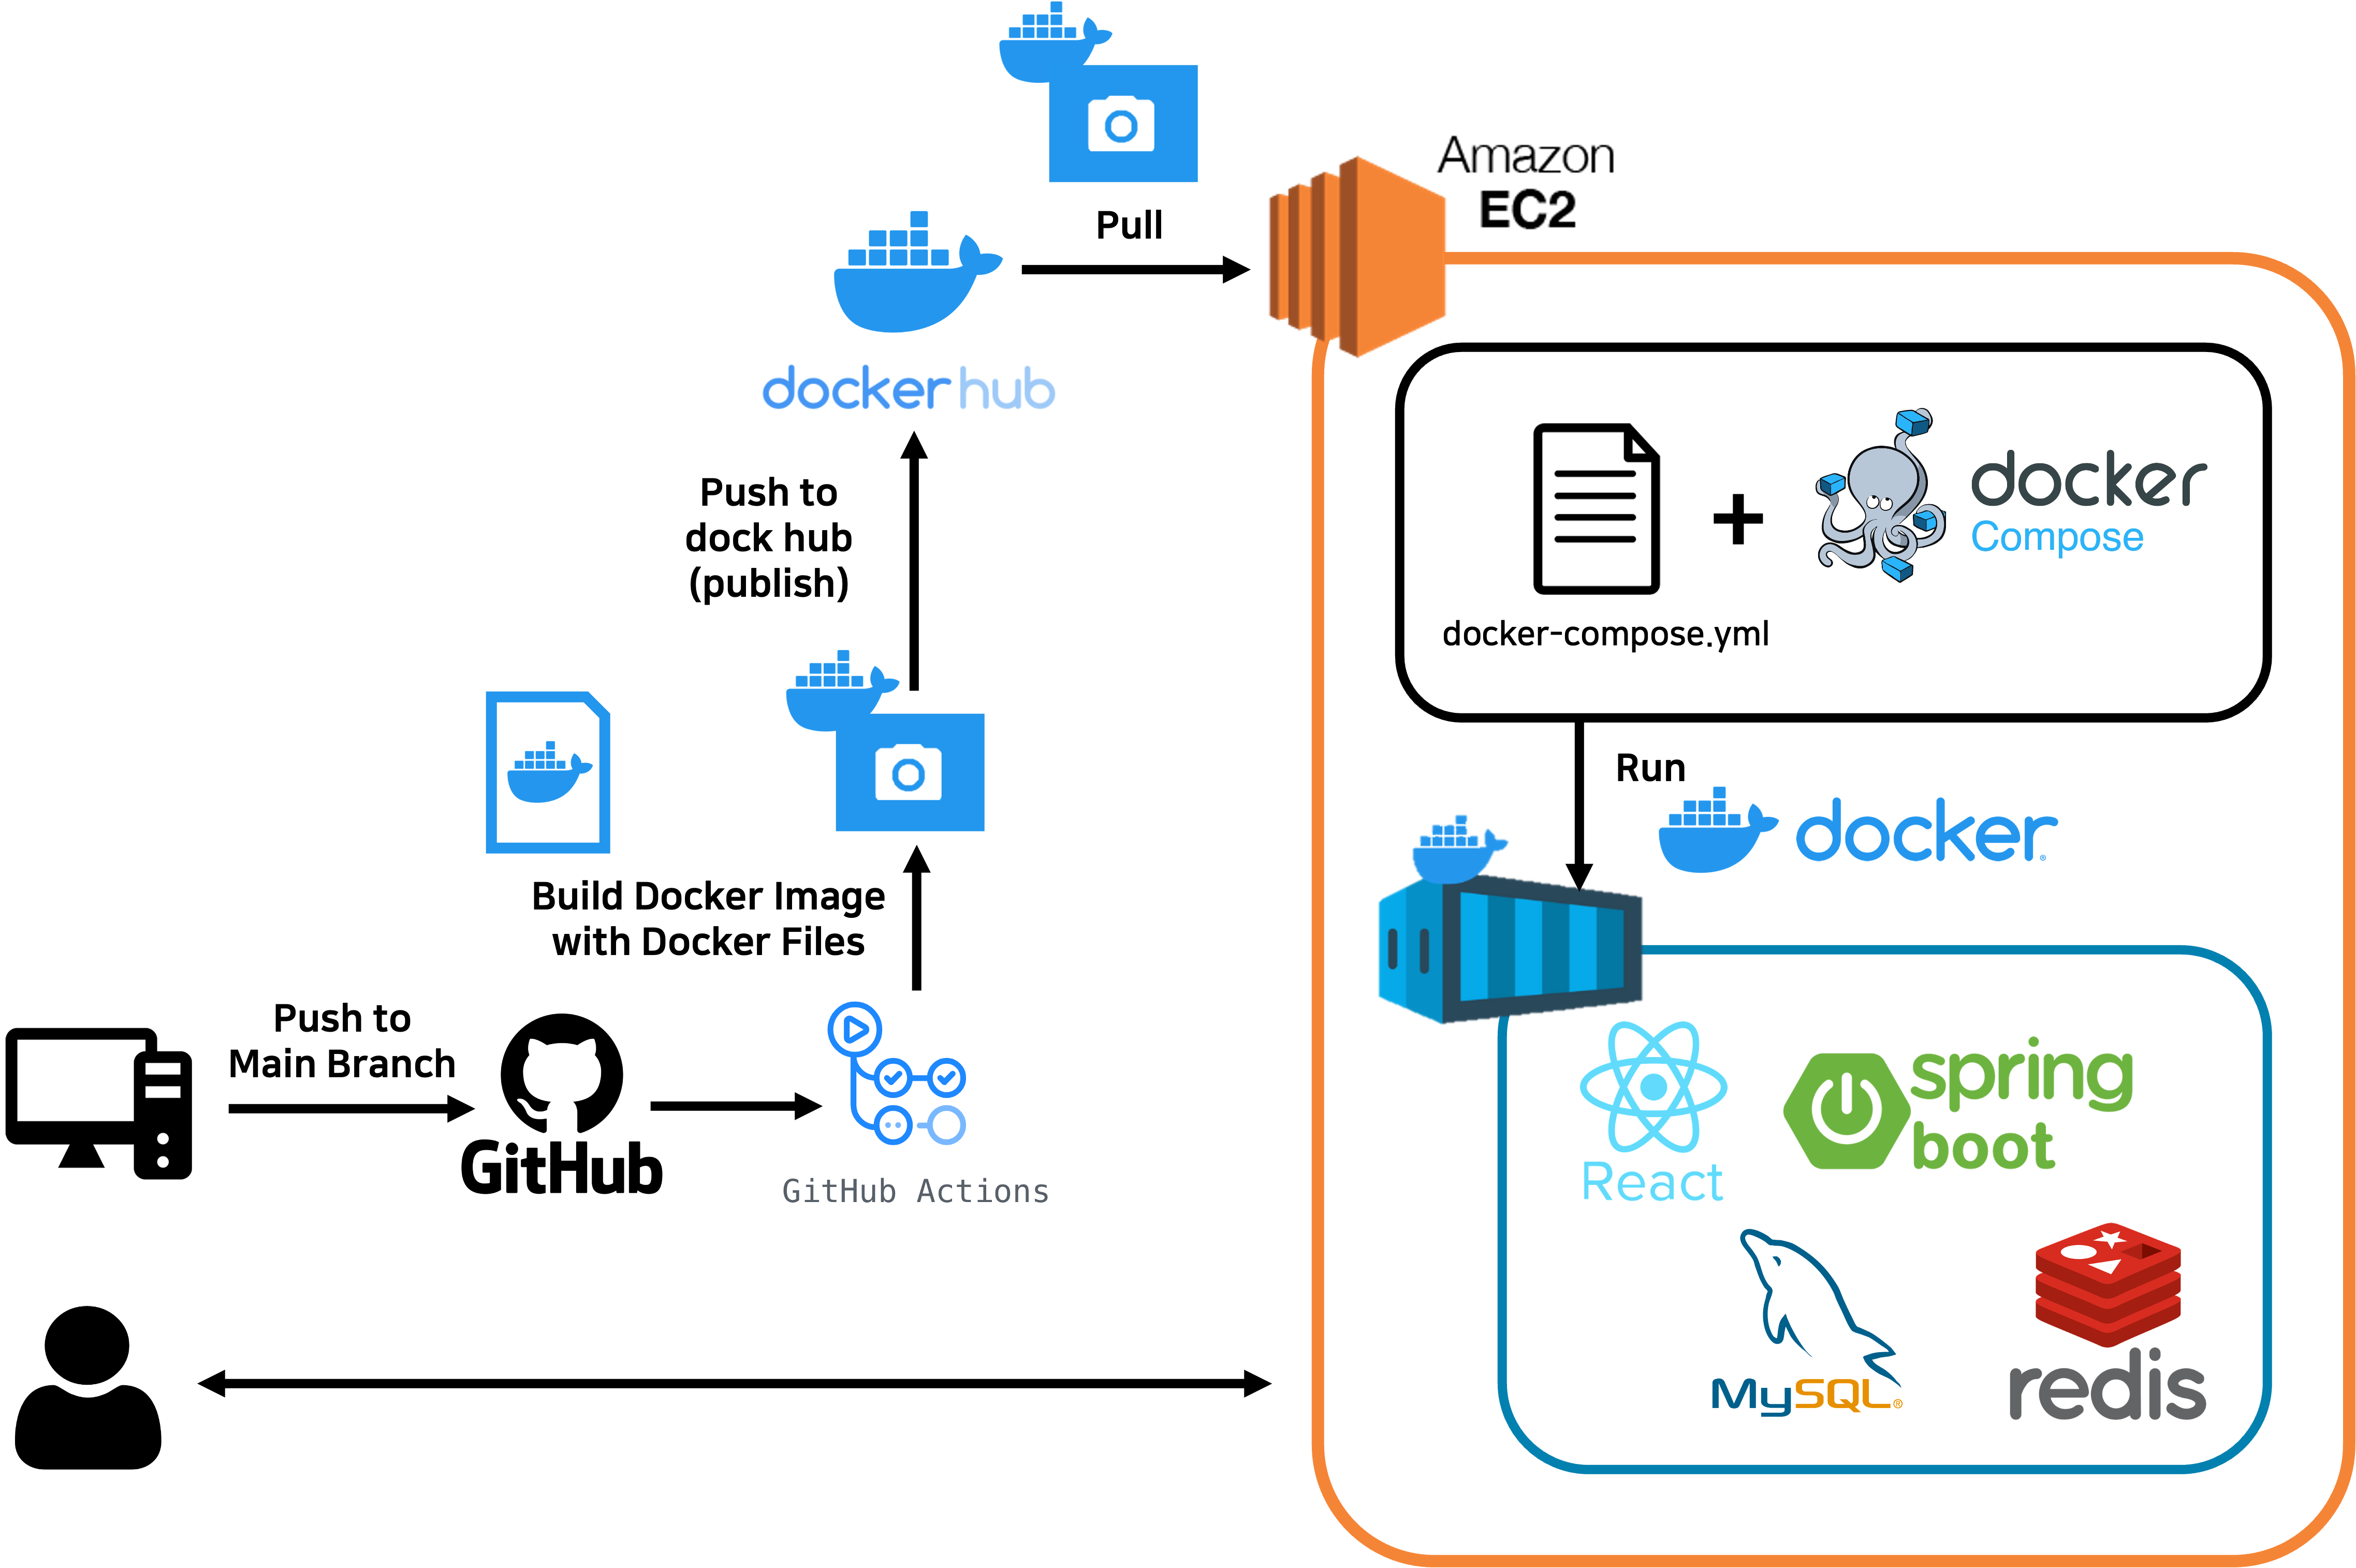 Amazon
EC2
Pull
docker hub
Push to
dock hub
(publish)
docker
Compose
docker-compose.yml
Run
docker
Build Docker Image
with Docker Files
Push to
Main Branch
GitHub
GitHub Actions
React
spring
boot
MySQL®
redis